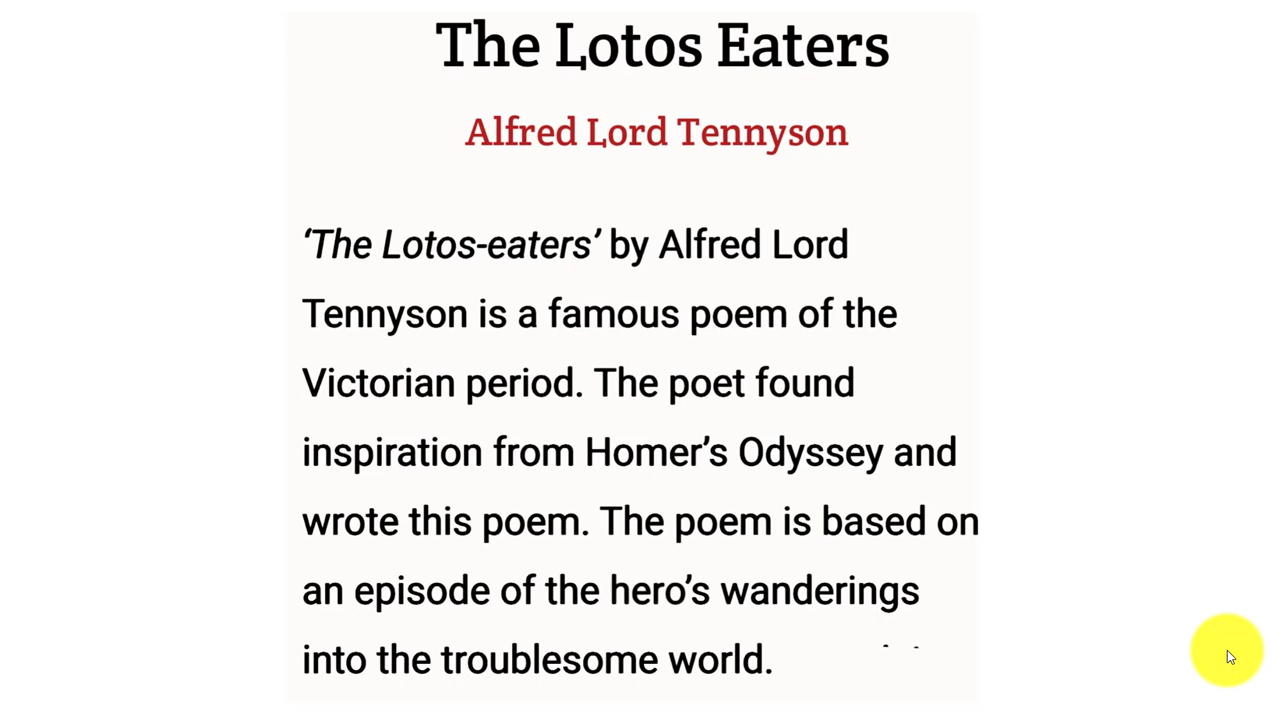 The Lotos Eaters
Alfred Lord Tennyson
‘The Lotos-eaters’ by Alfred Lord
Tennyson is a famous poem of the
Victorian period. The poet found
inspiration from Homer’s Odyssey and
wrote this poem. The poem is based on
an episode of the hero’s wanderings
into the troublesome world.